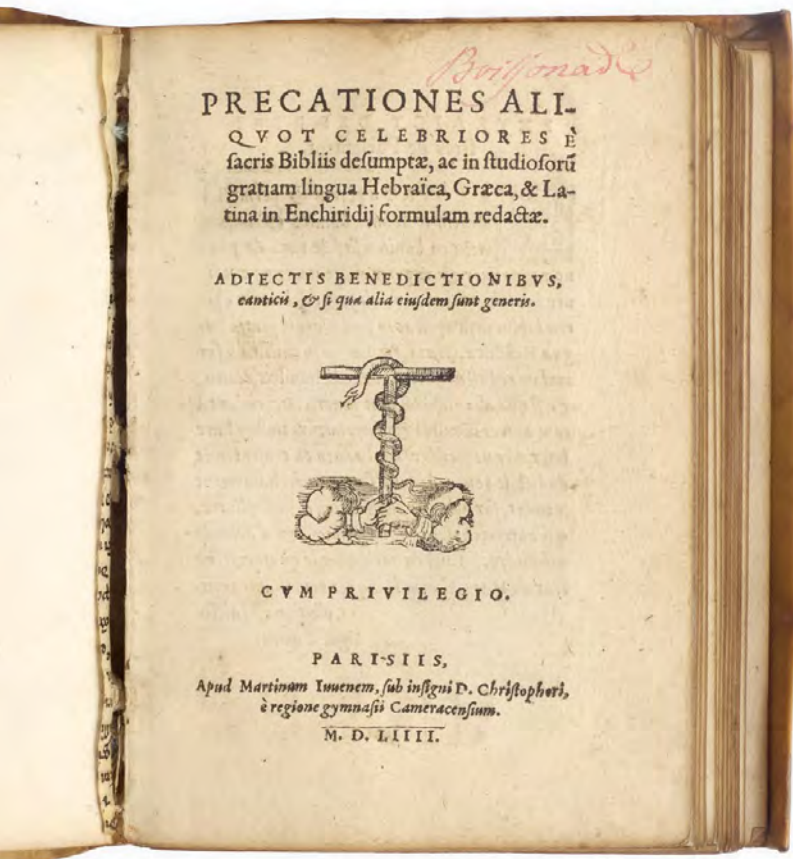 Boissonade
PRECATIONES ALI-
QVOT CELEBRIORES È
ſacris Bibliis deſumptæ, ac in ſtudioſorũ
gratiam lingua Hebraïca, Græca, & La-
tina in Enchiridij formulam redactæ.
ADIECTIS BENEDICTIONIBVS,
canticis, & ſi qua alia eiuſdem ſunt generis.
CVM PRIVILEGIO.
PARISIIS,
Apud Martinum Iuuenem, ſub inſigni D. Chriſtophori,
è regione gymnaſii Cameracenſium.
M. D. LIIII.